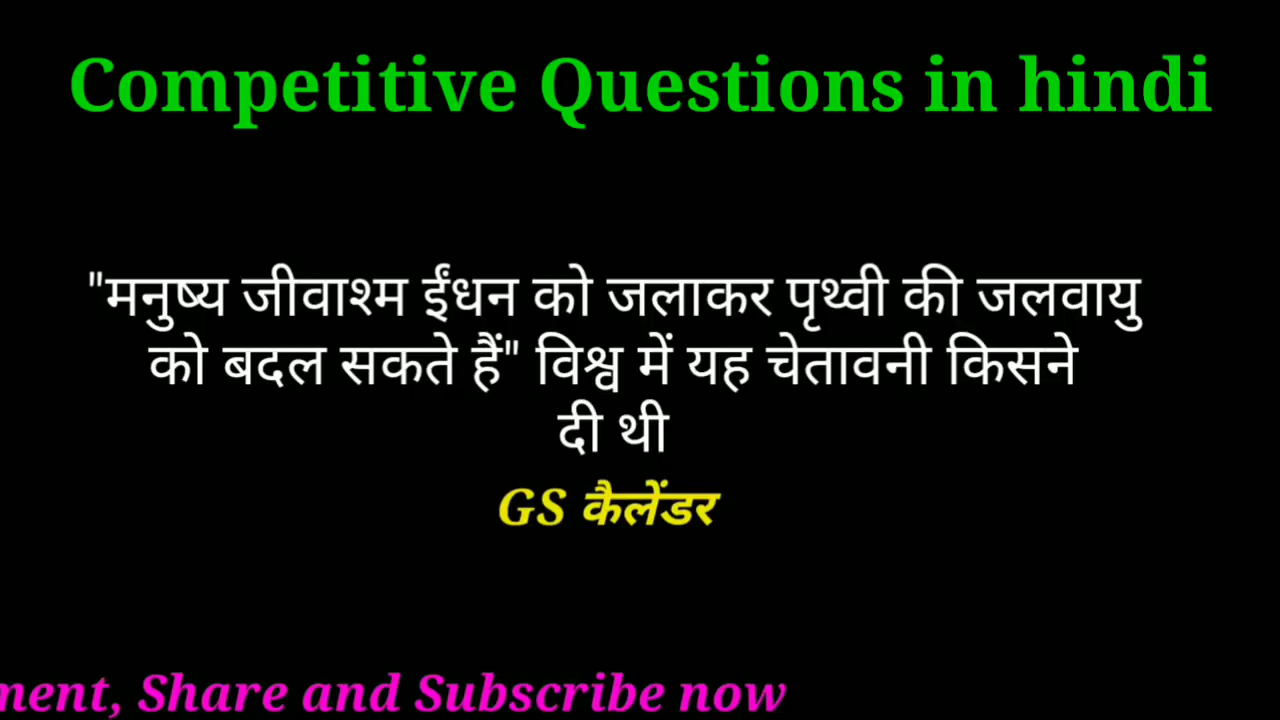 Competitive Questions in hindi
"मनुष्य जीवाश्म ईंधन को जलाकर पृथ्वी की जलवायु
को बदल सकते हैं" विश्व में यह चेतावनी किसने
दी थी
GS कैलेंडर
Share and Subscribe now